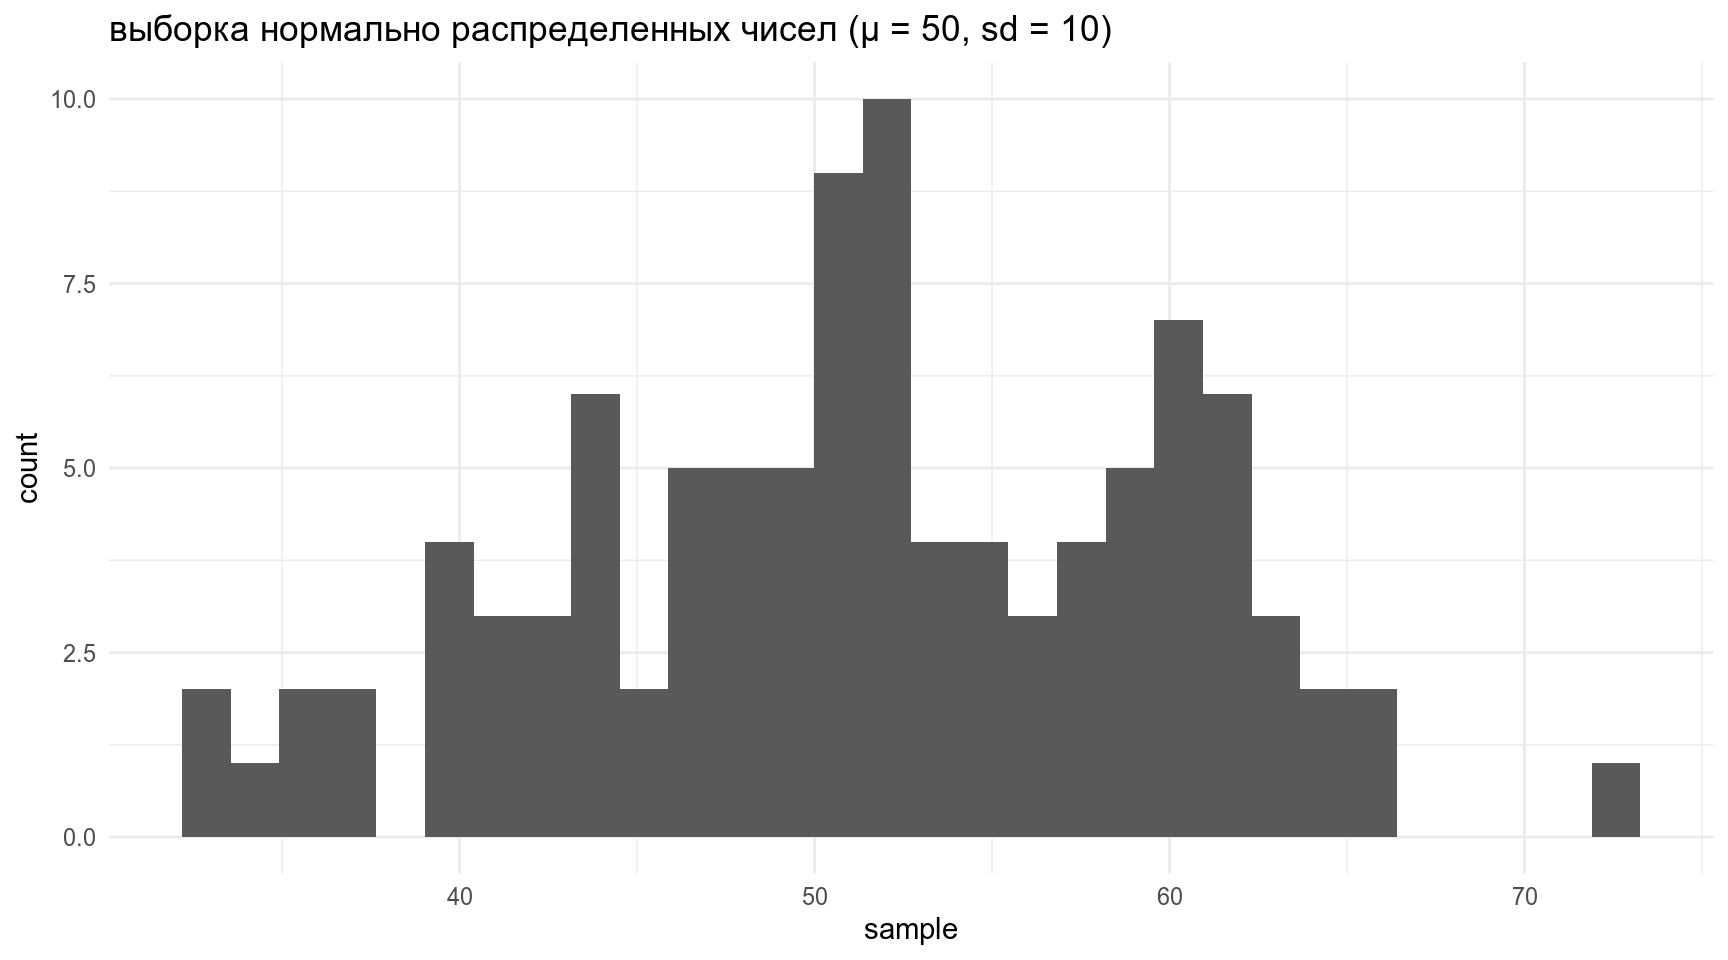 выборка нормально распределенных чисел (μ = 50, sd = 10)
10.0
7.5
5.0
2.5
0.0
count
40 50 60 70
sample